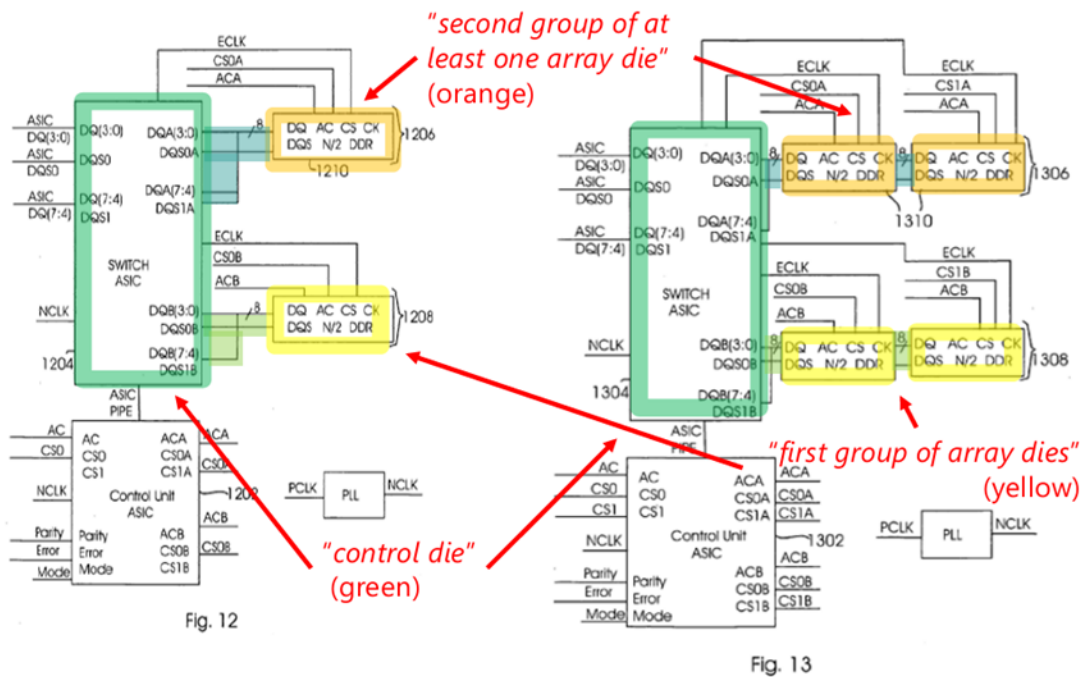 "second group of at
least one array die"
(orange)
ECLK
CS0A
ACA
ASIC
DQ(3:0)
ASIC
DQS0
ASIC
DQ(7:4)
DQ(3:0)
DQS0
DQ(7:4)
DQS1
DQA(3:0)
DQS0A
DQA(7:4)
DQS1A
8
DQ AC CS CK
DQS N/2 DDR
1206
1210
SWITCH
ASIC
ECLK
CS0B
ACB
NCLK
DQB(3:0)
DQS0B
DQB(7:4)
DQS1B
8
DQ AC CS CK
DQS N/2 DDR
1208
1204
ASIC
PIPE
AC
CS0
NCLK
Parity
Error
Mode
AC
CS0
CS1
Control Unit
ASIC
Parity
Error
Mode
ACA
CS0A
CS1A
ACB
CS0B
CS1B
ACA
CS0A
1202
ACB
CS0B
PCLK
PLL
NCLK
Fig. 12
"control die"
(green)
ECLK
CS0A
ACA
ECLK
CS1A
ACA
ASIC
DQ(3:0)
ASIC
DQS0
ASIC
DQ(7:4)
DQ(3:0)
DQS0
DQ(7:4)
DQS1
DQA(3:0)
DQS0A
DQA(7:4)
DQS1A
8
DQ AC CS CK
DQS N/2 DDR
8
DQ AC CS CK
DQS N/2 DDR
1306
1310
SWITCH
ASIC
ECLK
CS0B
ACB
ECLK
CS1B
ACB
NCLK
DQB(3:0)
DQS0B
DQB(7:4)
DQS1B
8
DQ AC CS CK
DQS N/2 DDR
8
DQ AC CS CK
DQS N/2 DDR
1308
1304
ASIC
PIPE
"first group of array dies"
(yellow)
AC
CS0
CS1
NCLK
Parity
Error
Mode
AC
CS0
CS1
Control Unit
ASIC
Parity
Error
Mode
ACA
CS0A
CS1A
ACB
CS0B
CS1B
ACA
CS0A
CS1A
1302
ACB
CS0B
CS1B
PCLK
PLL
NCLK
Fig. 13